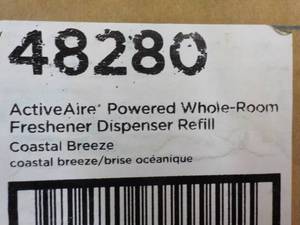 48280
ActiveAire® Powered Whole-Room
Freshener Dispenser Refill
Coastal Breeze
coastal breeze/brise océanique